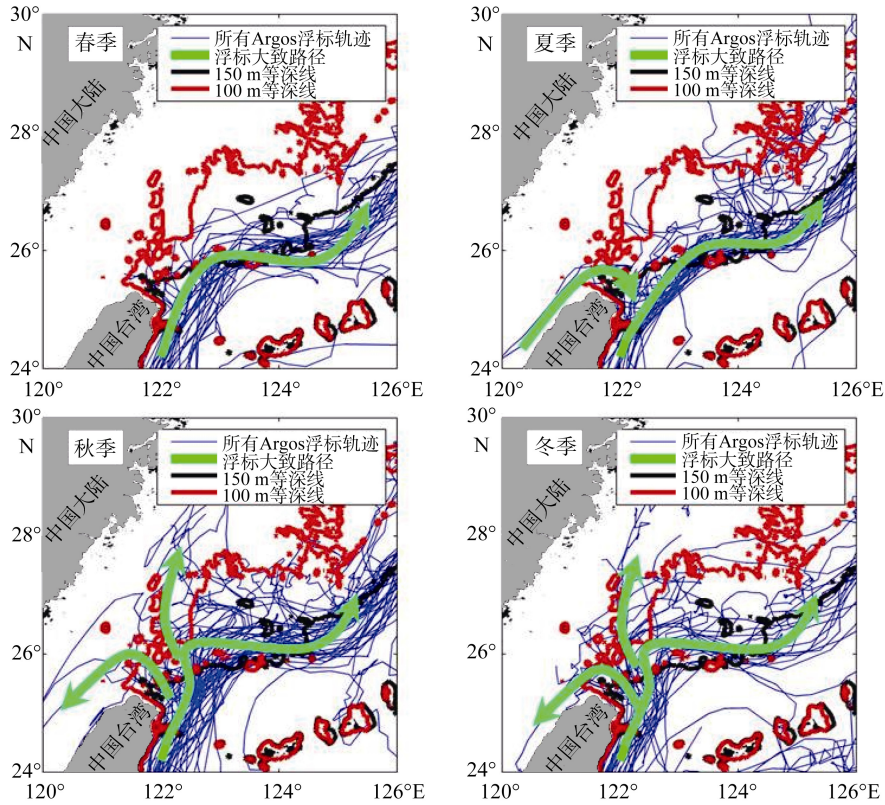 30°
N
春季
所有Argos浮标轨迹
浮标大致路径
150 m等深线
100 m等深线
中国大陆
28°
26°
中国台湾
24°
120°
122°
124°
126°E
30°
N
夏季
所有Argos浮标轨迹
浮标大致路径
150 m等深线
100 m等深线
中国大陆
28°
26°
中国台湾
24°
120°
122°
124°
126°E
30°
N
秋季
所有Argos浮标轨迹
浮标大致路径
150 m等深线
100 m等深线
中国大陆
28°
26°
中国台湾
24°
120°
122°
124°
126°E
30°
N
冬季
所有Argos浮标轨迹
浮标大致路径
150 m等深线
100 m等深线
中国大陆
28°
26°
中国台湾
24°
120°
122°
124°
126°E